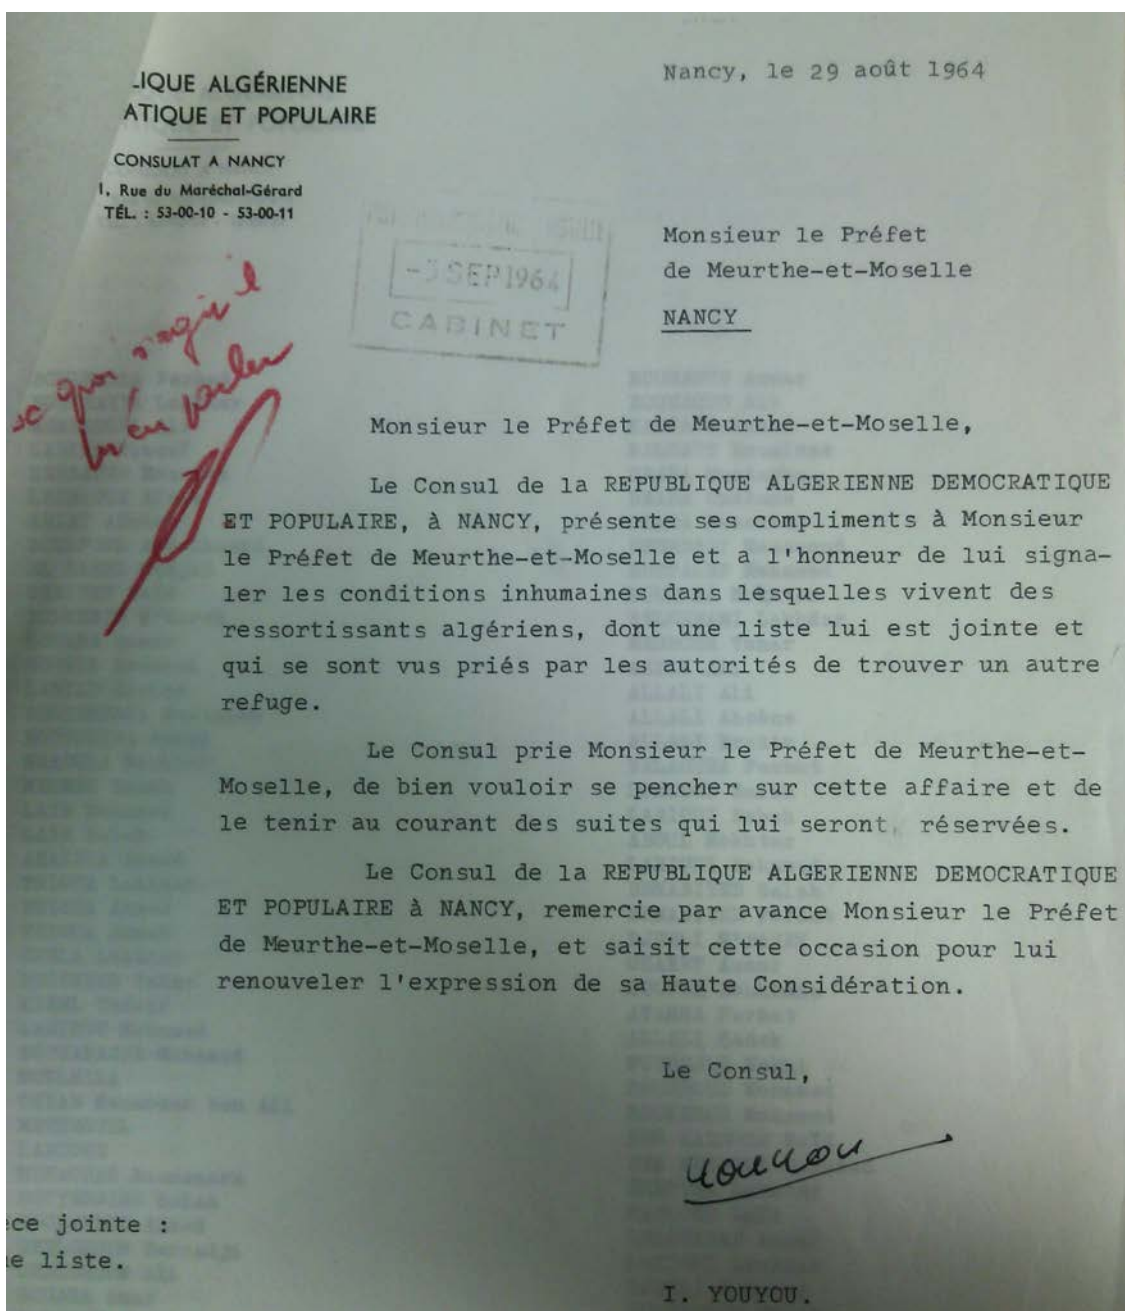 LIQUE ALGÉRIENNE
ATIQUE ET POPULAIRE
CONSULAT A NANCY
1, Rue du Maréchal-Gérard
TÉL. : 53-00-10 - 53-00-11
Nancy, le 29 août 1964
-3 SEP 1964
CABINET
Monsieur le Préfet
de Meurthe-et-Moselle
NANCY
quoi s'agit il
m'en parler
Monsieur le Préfet de Meurthe-et-Moselle,
Le Consul de la REPUBLIQUE ALGERIENNE DEMOCRATIQUE
ET POPULAIRE, à NANCY, présente ses compliments à Monsieur
le Préfet de Meurthe-et-Moselle et a l'honneur de lui signa-
ler les conditions inhumaines dans lesquelles vivent des
ressortissants algériens, dont une liste lui est jointe et
qui se sont vus priés par les autorités de trouver un autre
refuge.
Le Consul prie Monsieur le Préfet de Meurthe-et-
Moselle, de bien vouloir se pencher sur cette affaire et de
le tenir au courant des suites qui lui seront réservées.
Le Consul de la REPUBLIQUE ALGERIENNE DEMOCRATIQUE
ET POPULAIRE à NANCY, remercie par avance Monsieur le Préfet
de Meurthe-et-Moselle, et saisit cette occasion pour lui
renouveler l'expression de sa Haute Considération.
Le Consul,
youyou
ce jointe :
e liste.
I. YOUYOU.